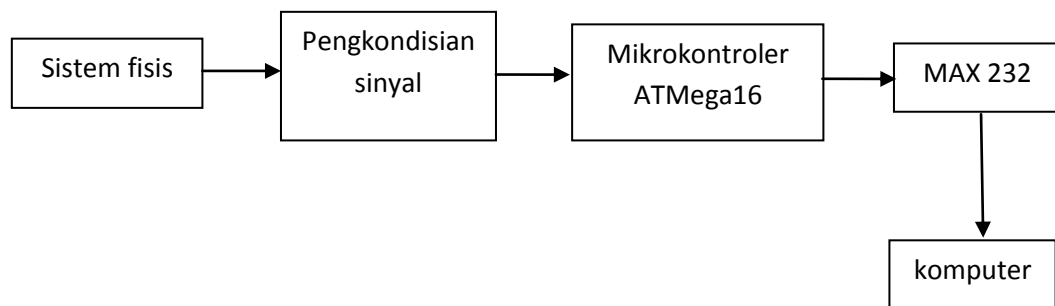 Sistem fisis
Pengkondisian
sinyal
Mikrokontroler
ATMega16
MAX 232
komputer